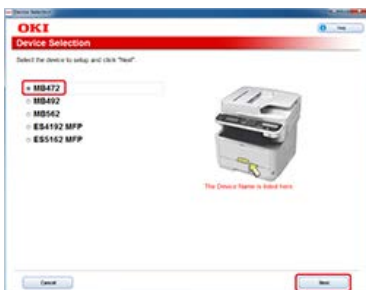 Device Selection
OKI
Help
Device Selection
Select the device to setup and click "Next".
MB472
MB492
MB562
ES4192 MFP
ES5162 MFP
The Device Name is listed here
Cancel
Next